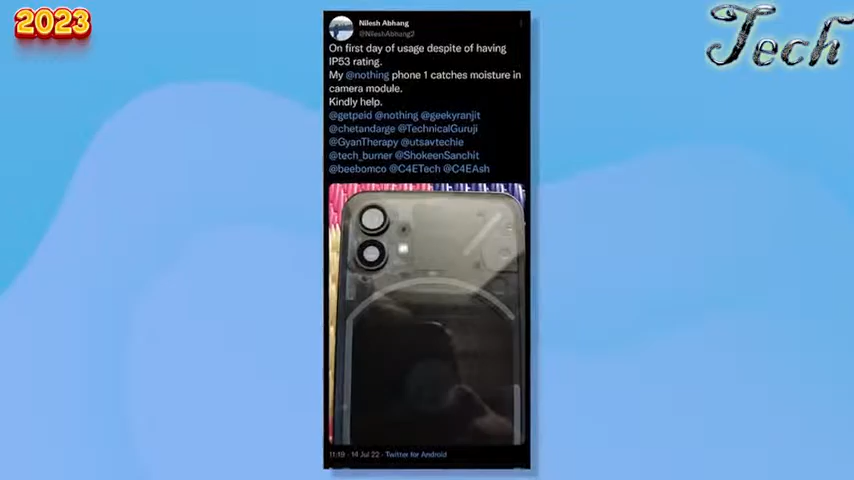 2023
Tech
Nilesh Abhang
@NileshAbhang2
On first day of usage despite of having
IP53 rating.
My @nothing phone 1 catches moisture in
camera module.
Kindly help.
@getpeid @nothing @geekyranjit
@chetandarge @TechnicalGuruji
@GyanTherapy @utsavtechie
@tech_burner @ShokeenSanchit
@beebomco @C4ETech @C4EAsh
11:19 · 14 Jul 22 · Twitter for Android